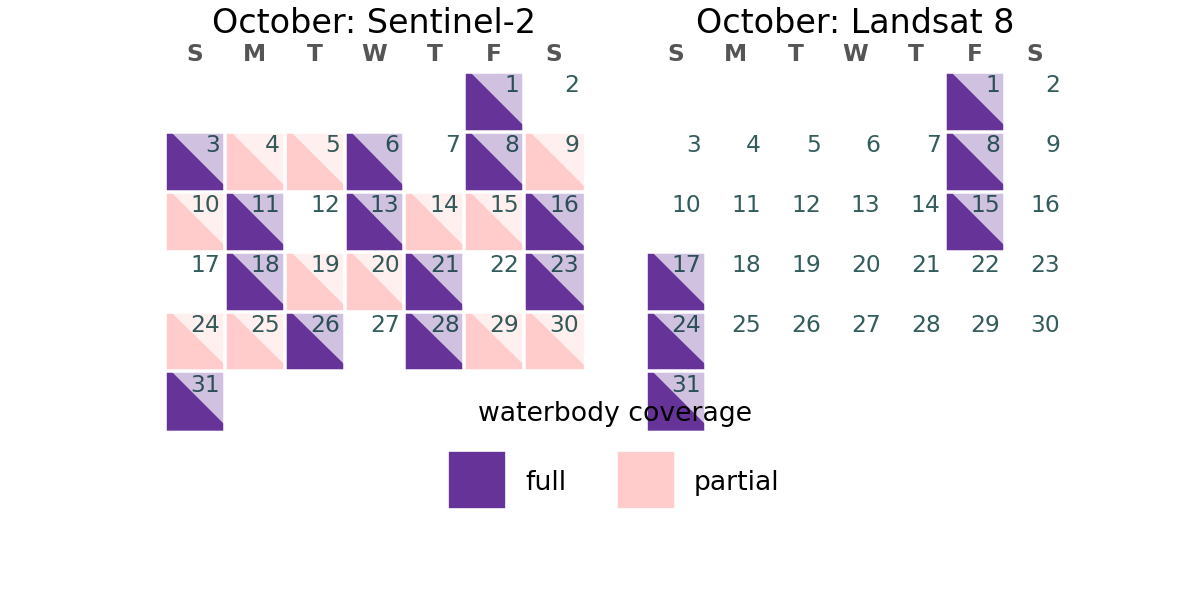 October: Sentinel-2
S M T W T F S
1 2
3 4 5 6 7 8 9
10 11 12 13 14 15 16
17 18 19 20 21 22 23
24 25 26 27 28 29 30
31
October: Landsat 8
S M T W T F S
1 2
3 4 5 6 7 8 9
10 11 12 13 14 15 16
17 18 19 20 21 22 23
24 25 26 27 28 29 30
31
waterbody coverage
full partial